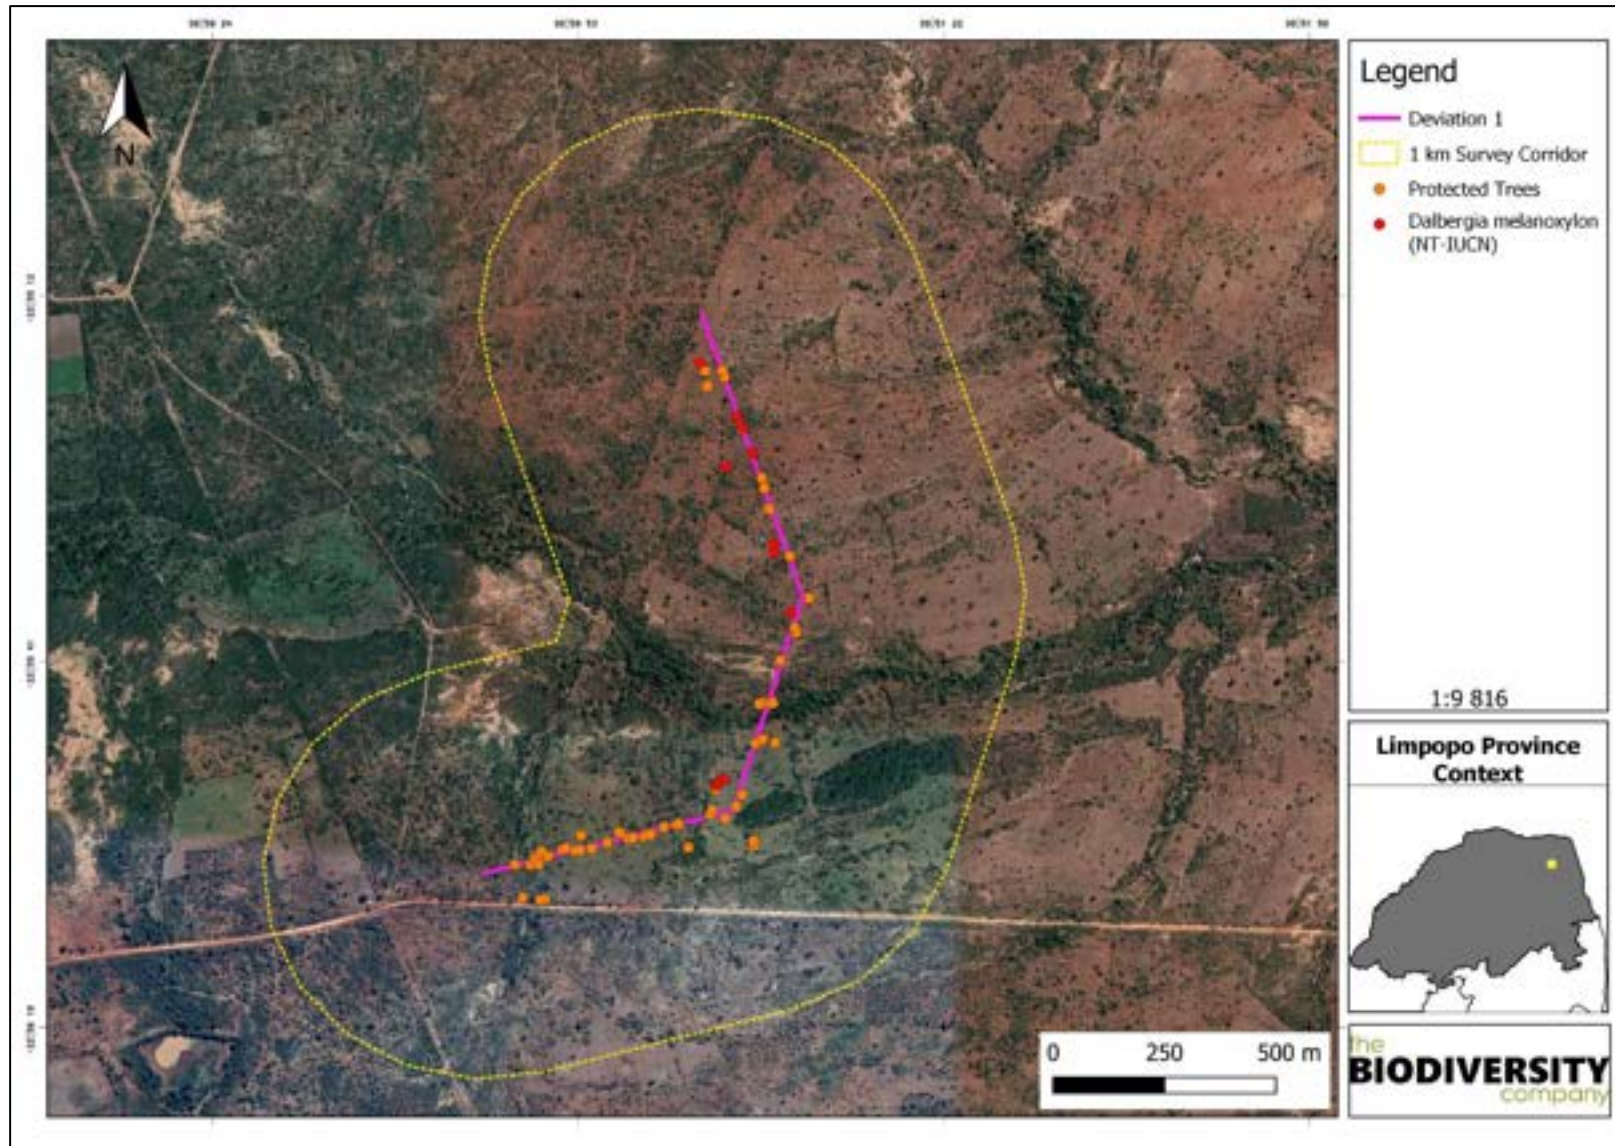 N
Legend
Deviation 1
1 km Survey Corridor
Protected Trees
Dalbergia melanoxylon
(NT-IUCN)
1:9 816
Limpopo Province
Context
0 250 500 m
the
BIODIVERSITY
company